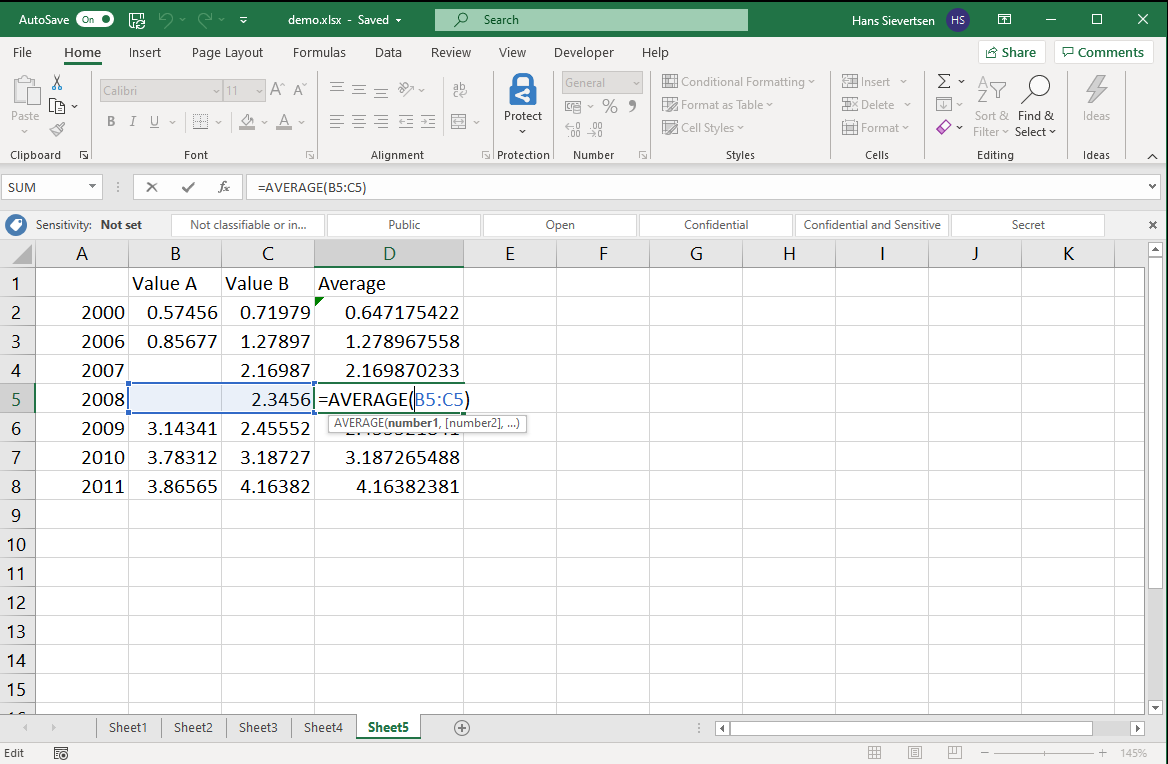 AutoSave On demo.xlsx - Saved Search Hans Sievertsen HS
File Home Insert Page Layout Formulas Data Review View Developer Help Share Comments
Calibri 11 General Conditional Formatting Insert
Paste B I U ab c Protect % Format as Table Delete Sort & Find & Ideas
Cell Styles Format Filter Select
Clipboard Font Alignment Protection Number Styles Cells Editing Ideas
SUM fx =AVERAGE(B5:C5)
Sensitivity: Not set Not classifiable or in... Public Open Confidential Confidential and Sensitive Secret
A B C D E F G H I J K
1 Value A Value B Average
2 2000 0.57456 0.71979 0.647175422
3 2006 0.85677 1.27897 1.278967558
4 2007 2.16987 2.169870233
5 2008 2.3456 =AVERAGE(B5:C5)
AVERAGE(number1, [number2], ...)
6 2009 3.14341 2.45552
7 2010 3.78312 3.18727 3.187265488
8 2011 3.86565 4.16382 4.16382381
9
10
11
12
13
14
15
Sheet1 Sheet2 Sheet3 Sheet4 Sheet5
Edit 145%